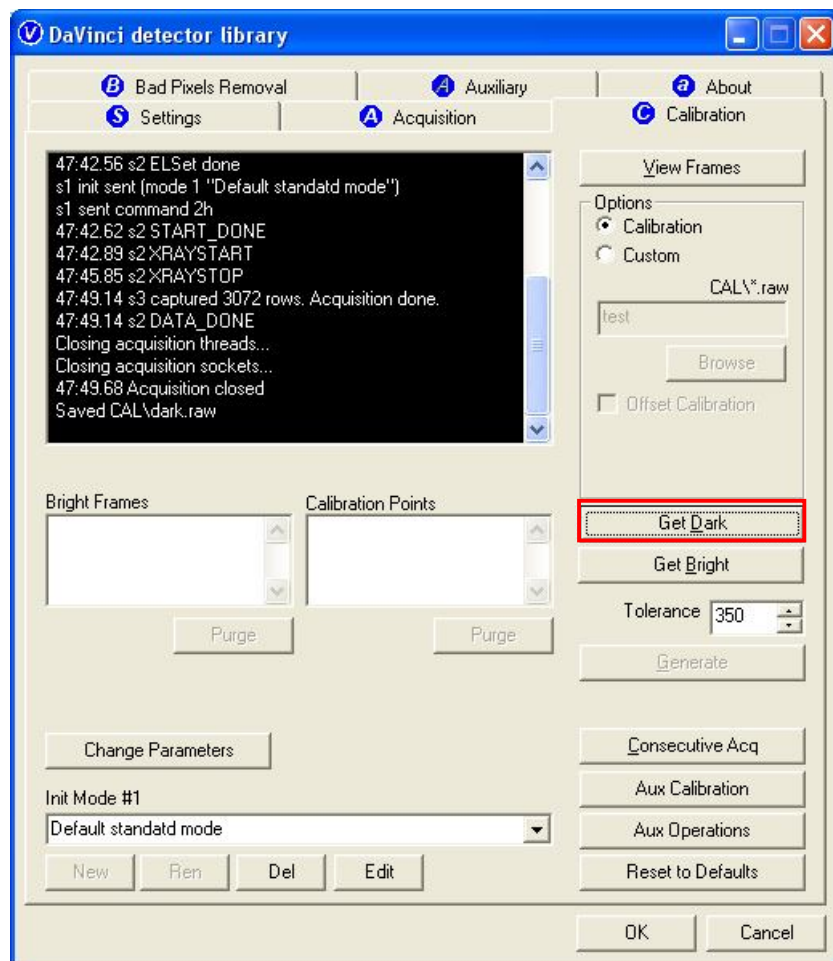 DaVinci detector library
Bad Pixels Removal
Auxiliary
About
Settings
Acquisition
Calibration
47:42.56 s2 ELSet done
s1 init sent (mode 1 "Default standatd mode")
s1 sent command 2h
47:42.62 s2 START_DONE
47:42.89 s2 XRAYSTART
47:45.85 s2 XRAYSTOP
47:49.14 s3 captured 3072 rows. Acquisition done.
47:49.14 s2 DATA_DONE
Closing acquisition threads...
Closing acquisition sockets...
47:49.68 Acquisition closed
Saved CAL\dark.raw
View Frames
Options
Calibration
Custom
CAL\*.raw
test
Browse
Offset Calibration
Bright Frames
Calibration Points
Purge
Purge
Get Dark
Get Bright
Tolerance 350
Generate
Change Parameters
Init Mode #1
Default standatd mode
New
Ren
Del
Edit
Consecutive Acq
Aux Calibration
Aux Operations
Reset to Defaults
OK
Cancel